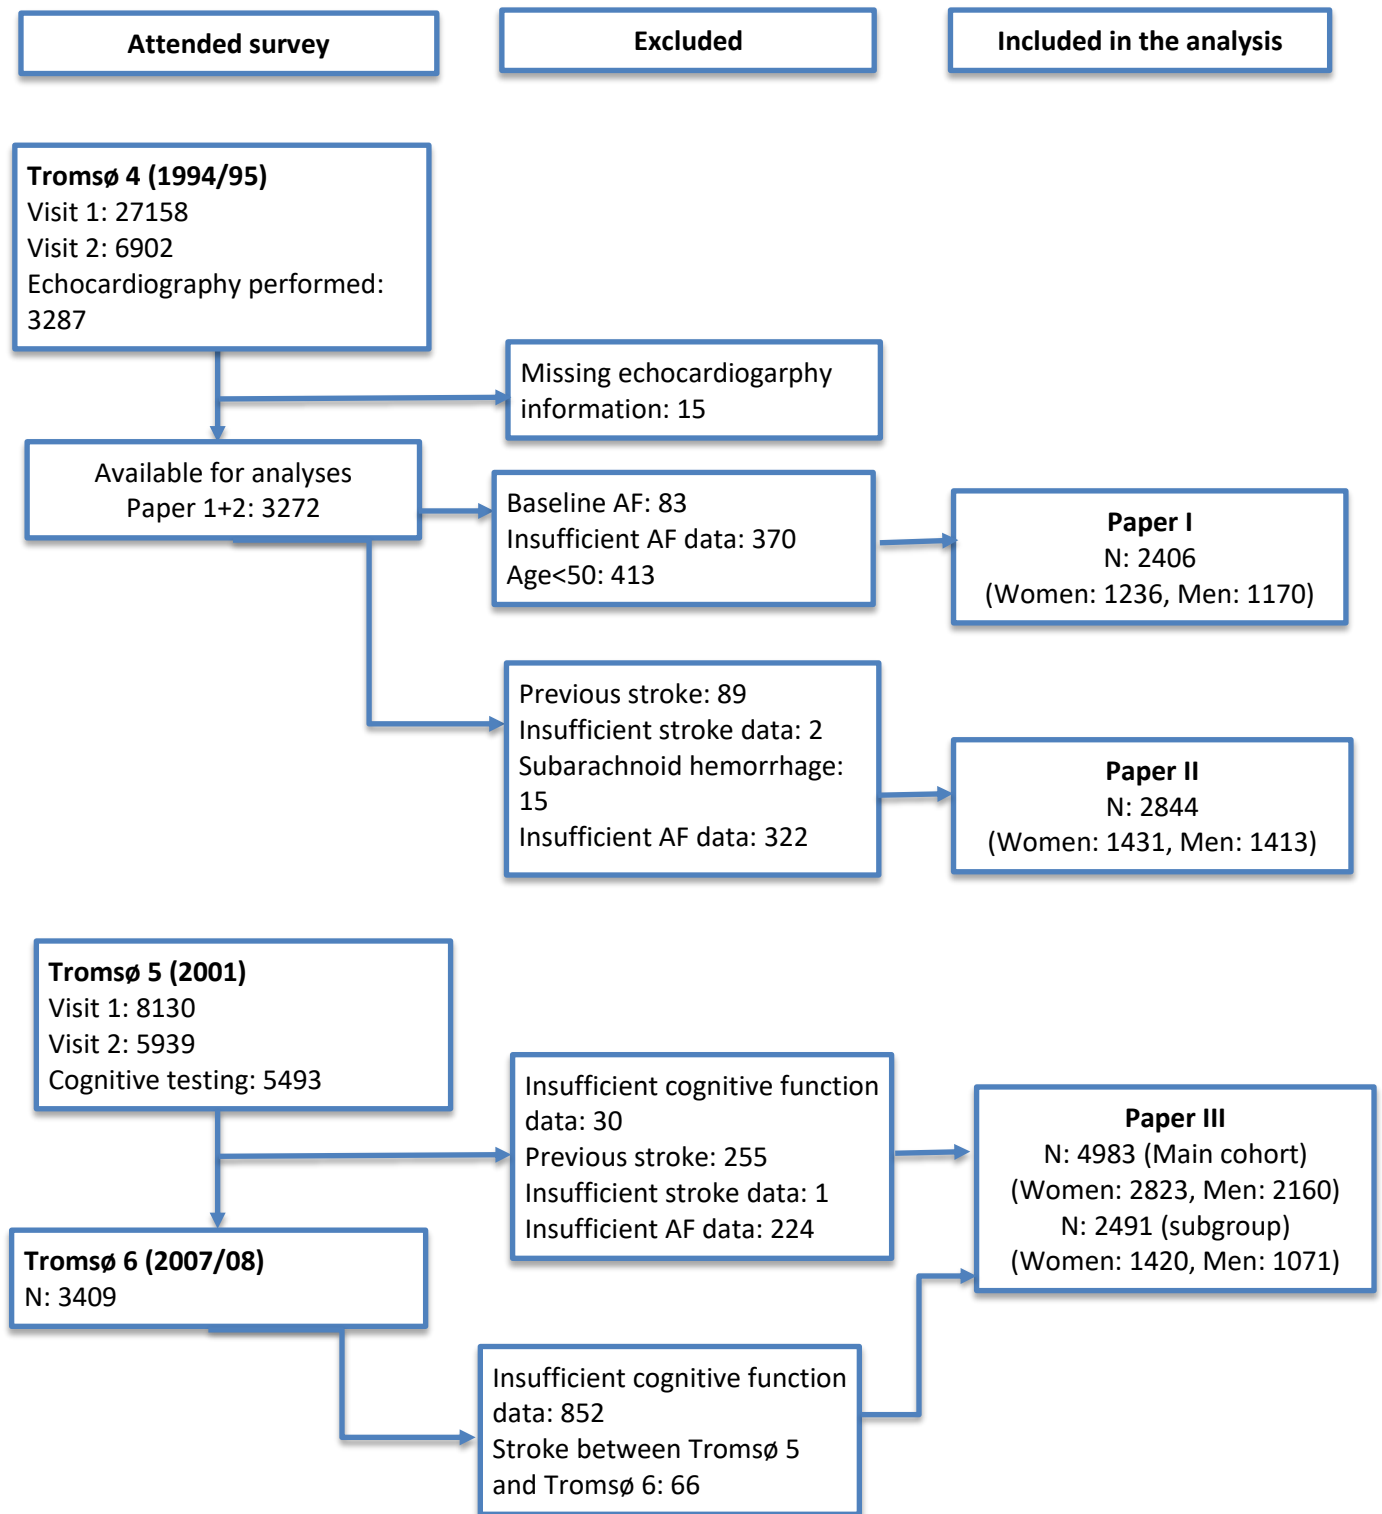 Attended survey
Excluded
Included in the analysis
Tromsø 4 (1994/95)
Visit 1: 27158
Visit 2: 6902
Echocardiography performed:
3287
Missing echocardiogarphy
information: 15
Available for analyses
Paper 1+2: 3272
Baseline AF: 83
Insufficient AF data: 370
Age<50: 413
Paper I
N: 2406
(Women: 1236, Men: 1170)
Previous stroke: 89
Insufficient stroke data: 2
Subarachnoid hemorrhage:
15
Insufficient AF data: 322
Paper II
N: 2844
(Women: 1431, Men: 1413)
Tromsø 5 (2001)
Visit 1: 8130
Visit 2: 5939
Cognitive testing: 5493
Insufficient cognitive function
data: 30
Previous stroke: 255
Insufficient stroke data: 1
Insufficient AF data: 224
Paper III
N: 4983 (Main cohort)
(Women: 2823, Men: 2160)
N: 2491 (subgroup)
(Women: 1420, Men: 1071)
Tromsø 6 (2007/08)
N: 3409
Insufficient cognitive function
data: 852
Stroke between Tromsø 5
and Tromsø 6: 66